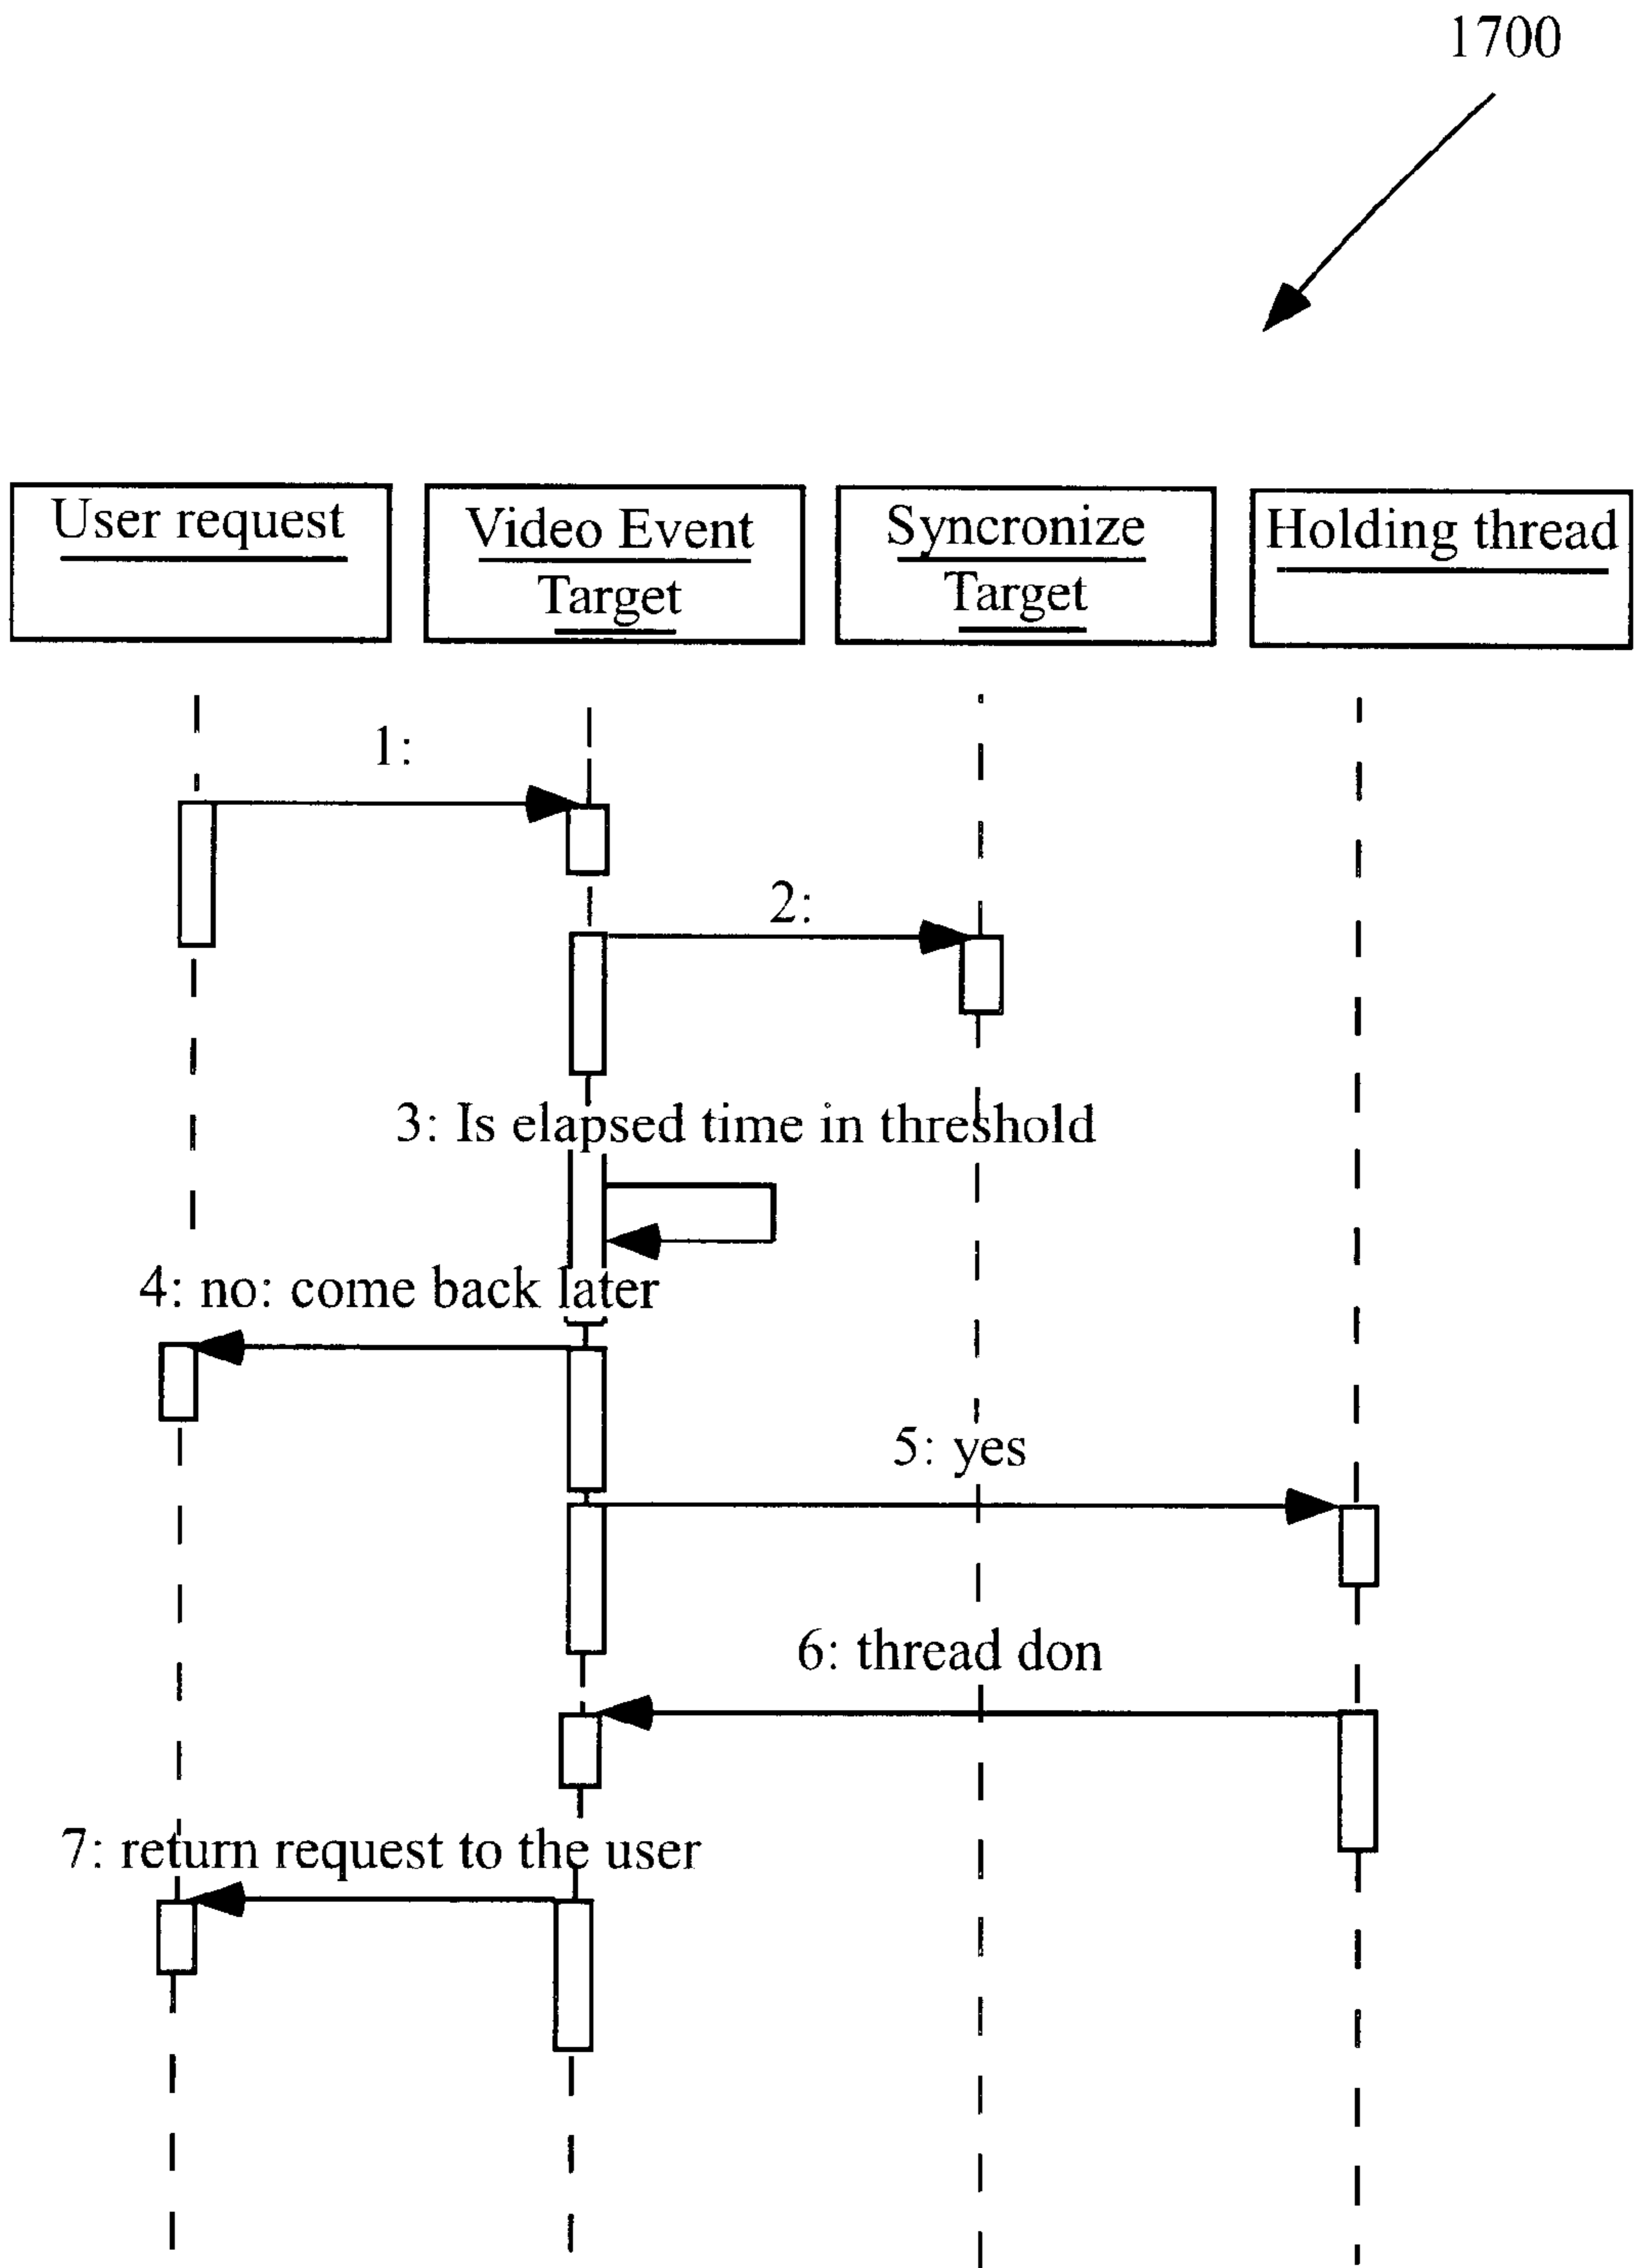 1700
User request
Video Event
Target
Syncronize
Target
Holding thread
1:
2:
3: Is elapsed time in threshold
4: no: come back later
5: yes
6: thread don
7: return request to the user